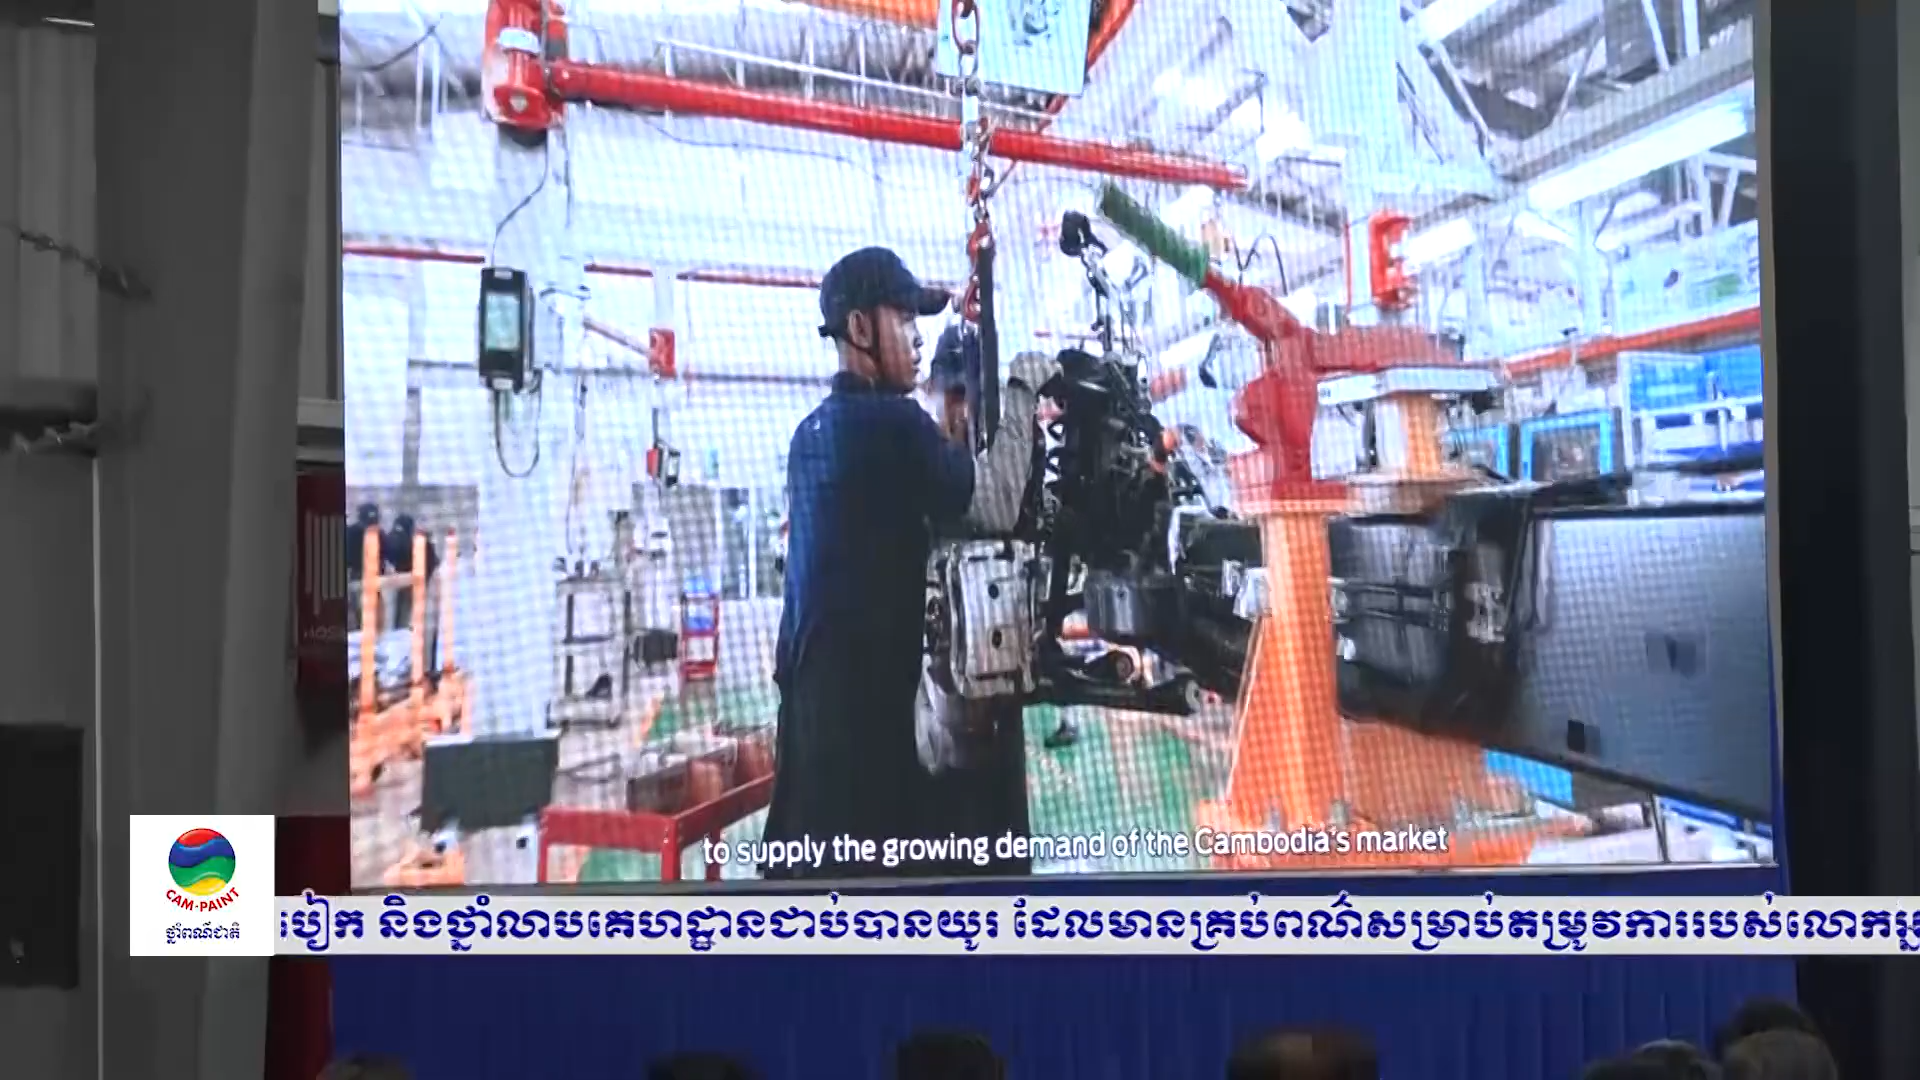 to supply the growing demand of the Cambodia's market
CAM-PAINT
ថ្នាំពណ៌ជាតិ
បៀក និងថ្នាំលាបគេហដ្ឋានជាប់បានយូរ ដែលមានគ្រប់ពណ៌សម្រាប់តម្រូវការរបស់លោកអ្ន